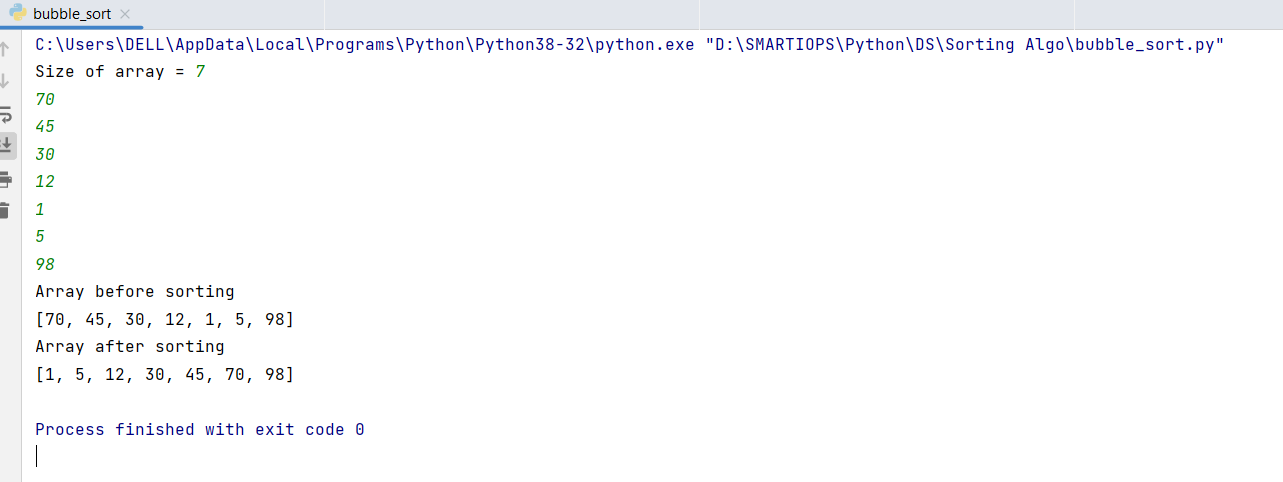 bubble_sort
C:\Users\DELL\AppData\Local\Programs\Python\Python38-32\python.exe "D:\SMARTIOPS\Python\DS\Sorting Algo\bubble_sort.py"
Size of array = 7
70
45
30
12
1
5
98
Array before sorting
[70, 45, 30, 12, 1, 5, 98]
Array after sorting
[1, 5, 12, 30, 45, 70, 98]
Process finished with exit code 0